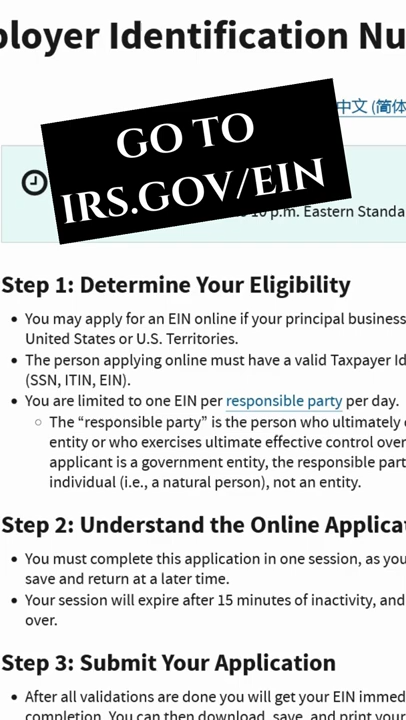 ployer Identification Nu
中文 (简体
GO TO
IRS.GOV/EIN
p.m. Eastern Standa
Step 1: Determine Your Eligibility
• You may apply for an EIN online if your principal business
United States or U.S. Territories.
• The person applying online must have a valid Taxpayer Id
(SSN, ITIN, EIN).
• You are limited to one EIN per responsible party per day.
○ The “responsible party” is the person who ultimately
entity or who exercises ultimate effective control over
applicant is a government entity, the responsible part
individual (i.e., a natural person), not an entity.
Step 2: Understand the Online Applica
• You must complete this application in one session, as you
save and return at a later time.
• Your session will expire after 15 minutes of inactivity, and
over.
Step 3: Submit Your Application
• After all validations are done you will get your EIN immed
completion. You can then download, save, and print your